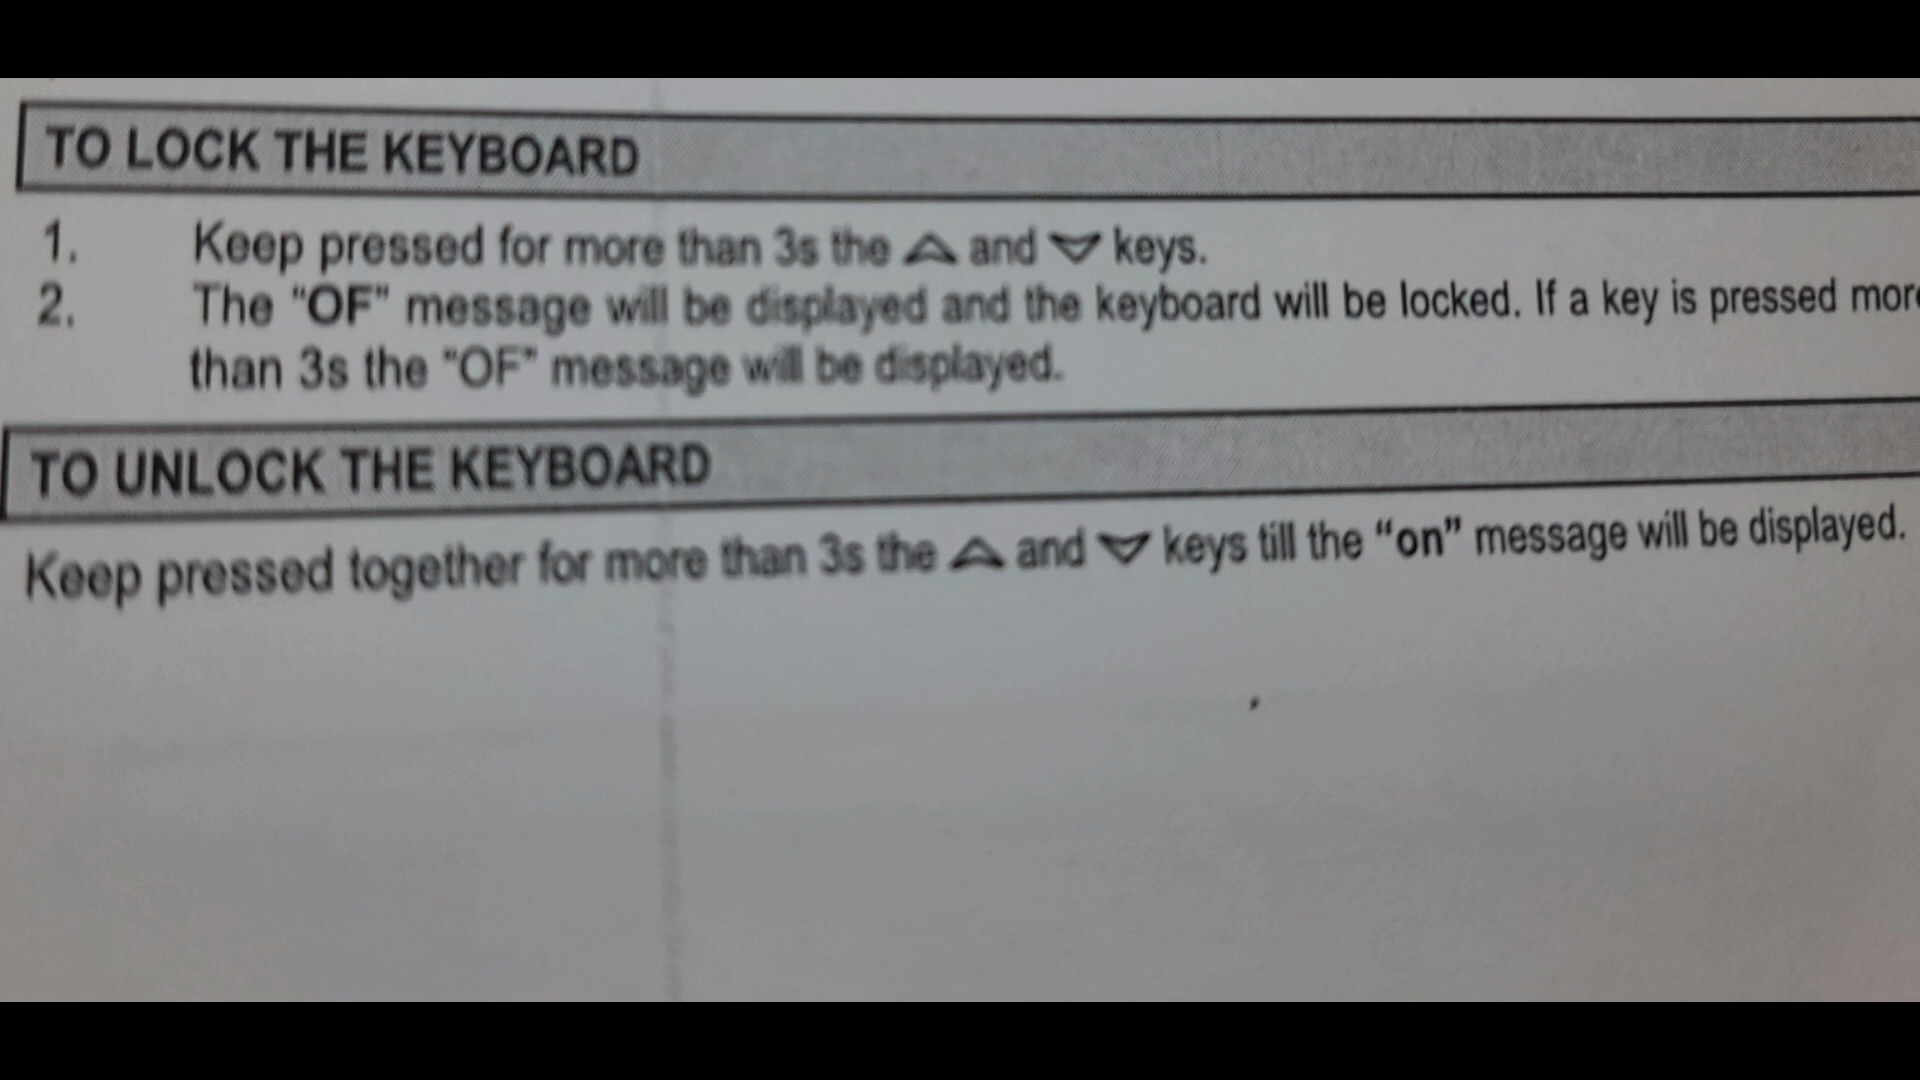 TO LOCK THE KEYBOARD
1. Keep pressed for more than 3s the △ and ▽ keys.
2. The "OF" message will be displayed and the keyboard will be locked. If a key is pressed more
than 3s the "OF" message will be displayed.
TO UNLOCK THE KEYBOARD
Keep pressed together for more than 3s the △ and ▽ keys till the “on” message will be displayed.